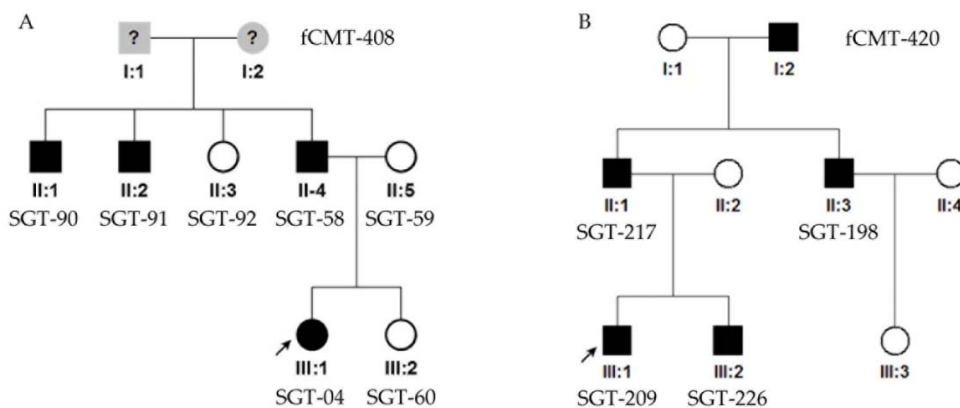 A
fCMT-408
?
?
I:1
I:2
II:1
II:2
II:3
II-4
II:5
SGT-90
SGT-91
SGT-92
SGT-58
SGT-59
III:1
III:2
SGT-04
SGT-60
B
fCMT-420
I:1
I:2
II:1
II:2
II:3
II:4
SGT-217
SGT-198
III:1
III:2
III:3
SGT-209
SGT-226